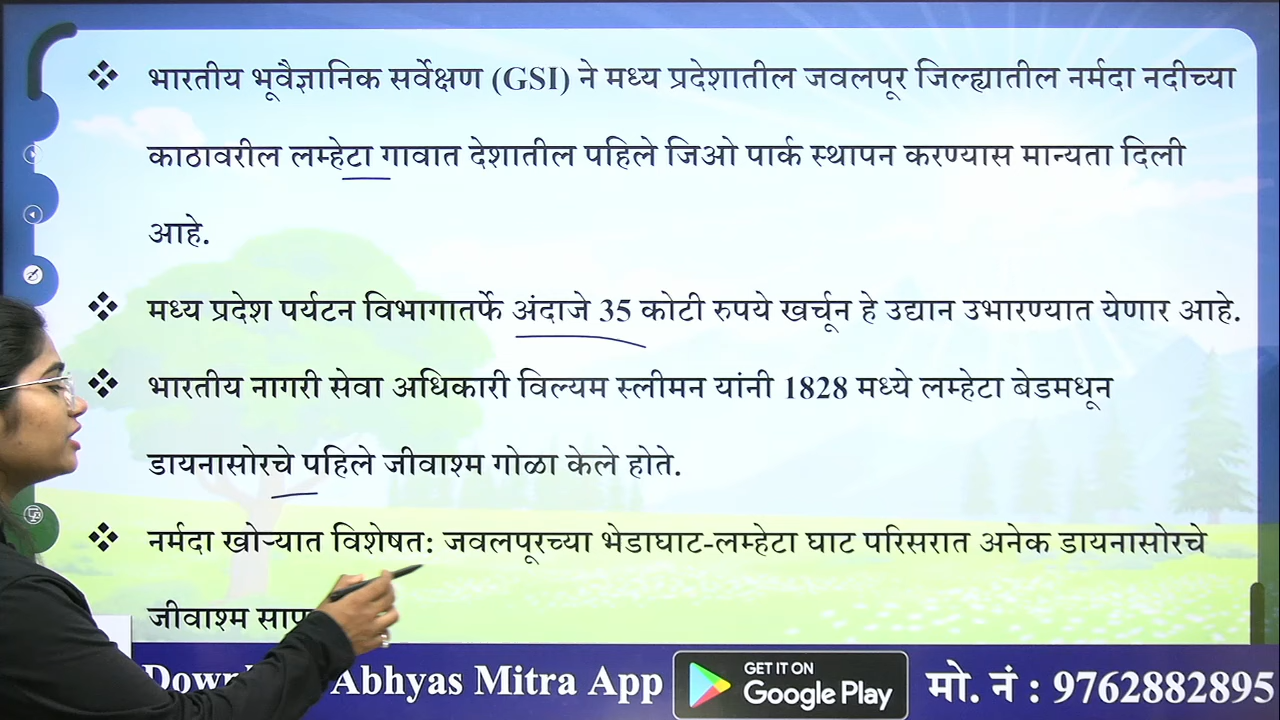 ❖ भारतीय भूवैज्ञानिक सर्वेक्षण (GSI) ने मध्य प्रदेशातील जवलपूर जिल्ह्यातील नर्मदा नदीच्या
काठावरील लम्हेटा गावात देशातील पहिले जिओ पार्क स्थापन करण्यास मान्यता दिली
आहे.
❖ मध्य प्रदेश पर्यटन विभागातर्फे अंदाजे 35 कोटी रुपये खर्चून हे उद्यान उभारण्यात येणार आहे.
❖ भारतीय नागरी सेवा अधिकारी विल्यम स्लीमन यांनी 1828 मध्ये लम्हेटा बेडमधून
डायनासोरचे पहिले जीवाश्म गोळा केले होते.
❖ नर्मदा खोऱ्यात विशेषत: जवलपूरच्या भेडाघाट-लम्हेटा घाट परिसरात अनेक डायनासोरचे
जीवाश्म
Abhyas Mitra App
GET IT ON
Google Play
मो. नं : 9762882895